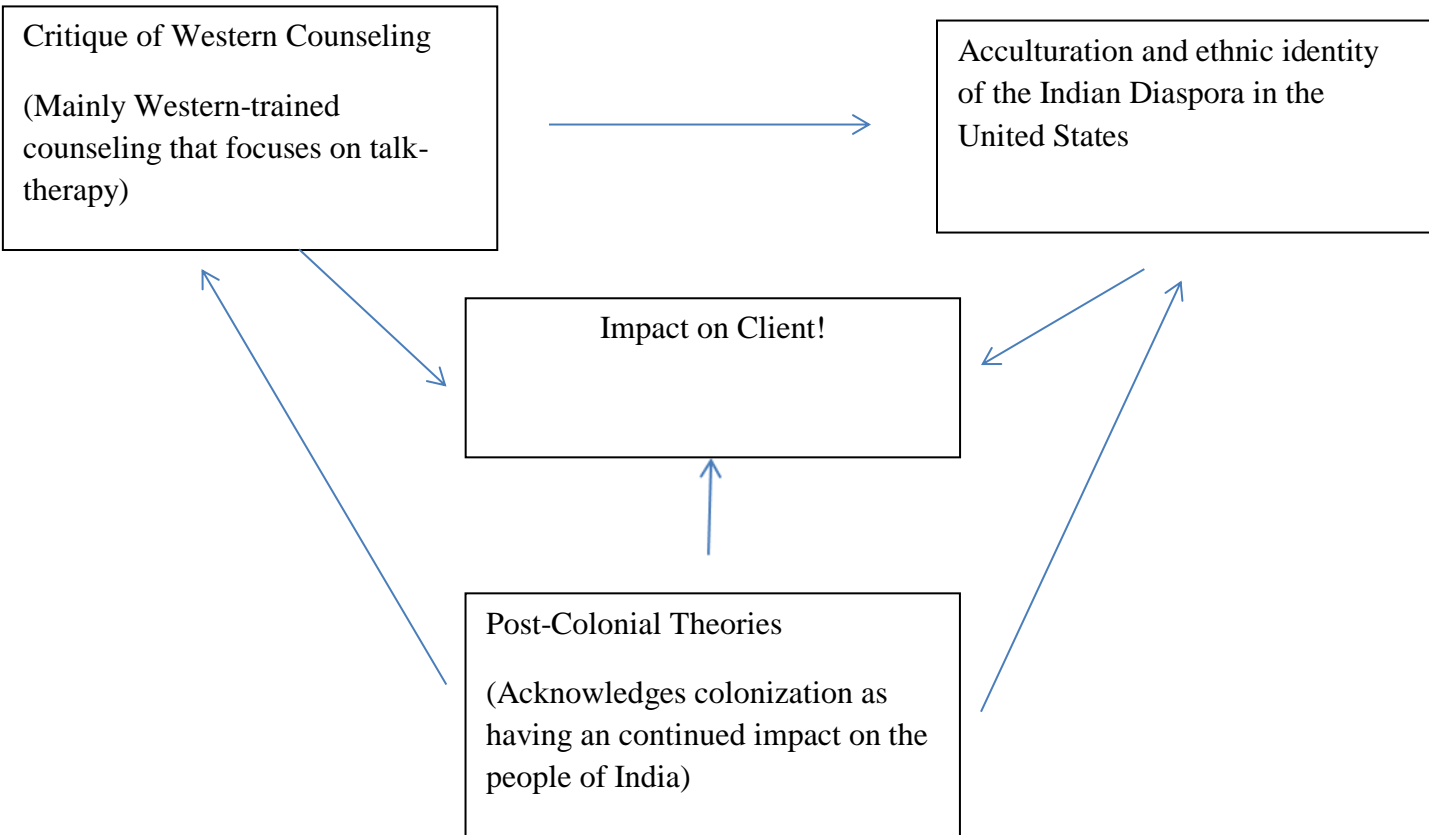 Critique of Western Counseling
(Mainly Western-trained
counseling that focuses on talk-
therapy)
Acculturation and ethnic identity
of the Indian Diaspora in the
United States
Impact on Client!
Post-Colonial Theories
(Acknowledges colonization as
having an continued impact on the
people of India)